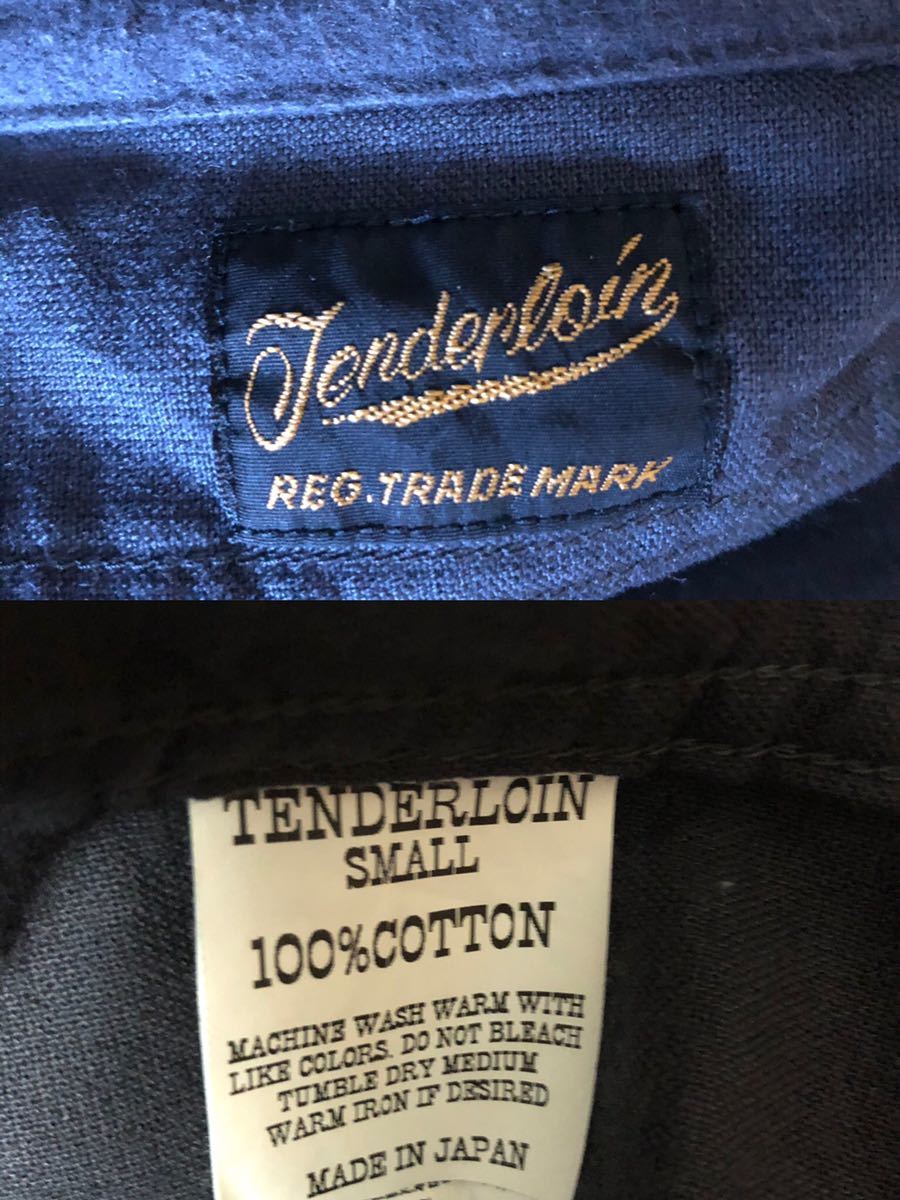 Tenderloin
REG. TRADE MARK
TENDERLOIN
SMALL
100% COTTON
MACHINE WASH WARM WITH
LIKE COLORS. DO NOT BLEACH
TUMBLE DRY MEDIUM
WARM IRON IF DESIRED
MADE IN JAPAN